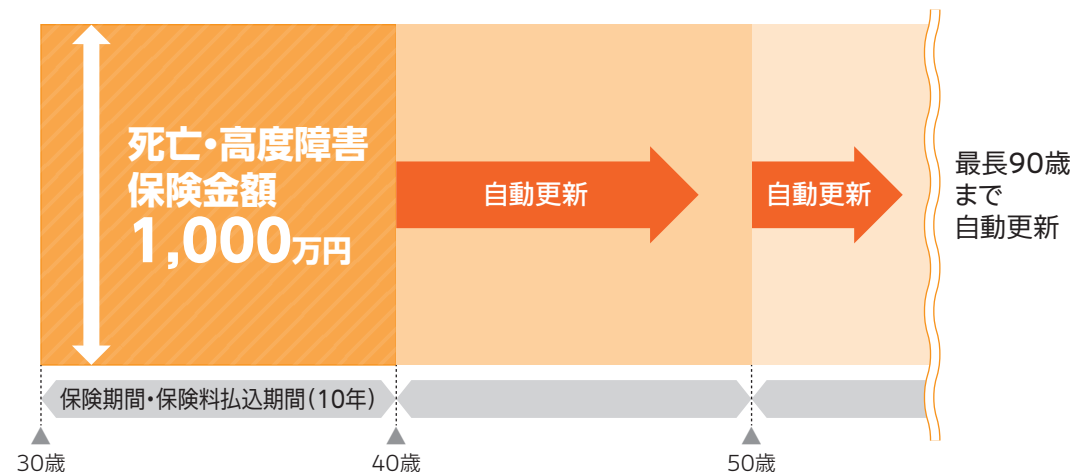 死亡・高度障害
保険金額
1,000万円
自動更新
自動更新
最長90歳
まで
自動更新
保険期間・保険料払込期間(10年)
30歳
40歳
50歳